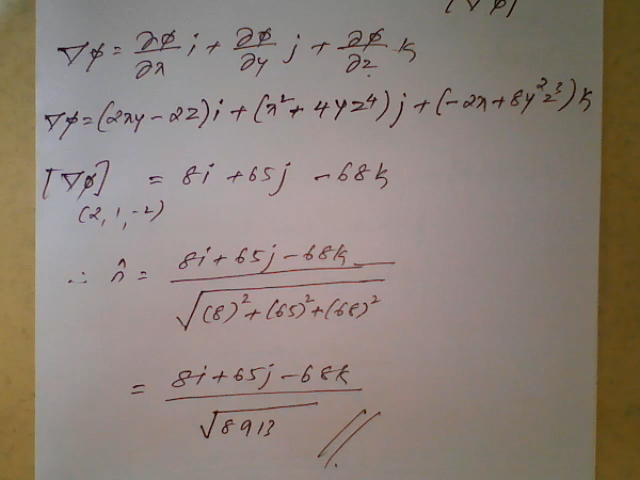 [∇φ]
∇φ = ∂φ/∂x i + ∂φ/∂y j + ∂φ/∂z k
∇φ = (2xy - 2z) i + (x² + 4yz⁴) j + (-2x + 8y²z³) k
[∇φ] = 8i + 65j - 68k
(2, 1, -2)
∴ n̂ = 8i + 65j - 68k / √(8)² + (65)² + (68)²
= 8i + 65j - 68k / √8913 //